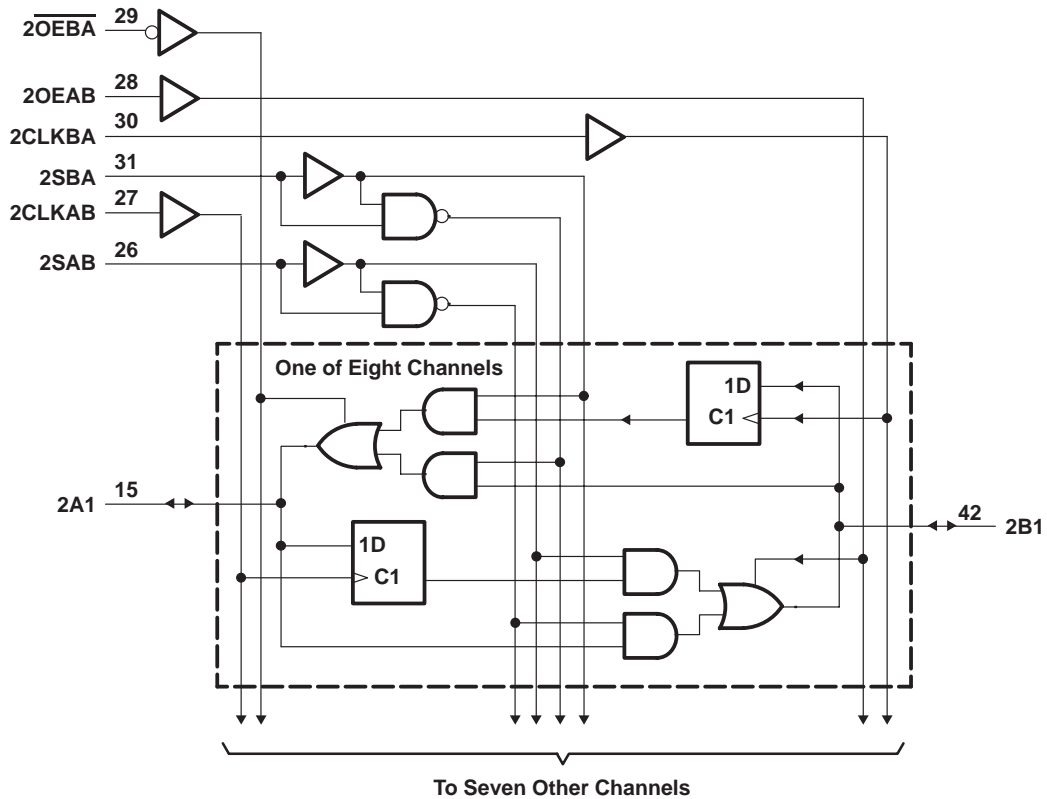 2OEBA 29
2OEAB 28
2CLKBA 30
2SBA 31
2CLKAB 27
2SAB 26
One of Eight Channels
1D
C1
2A1 15
42 2B1
1D
C1
To Seven Other Channels